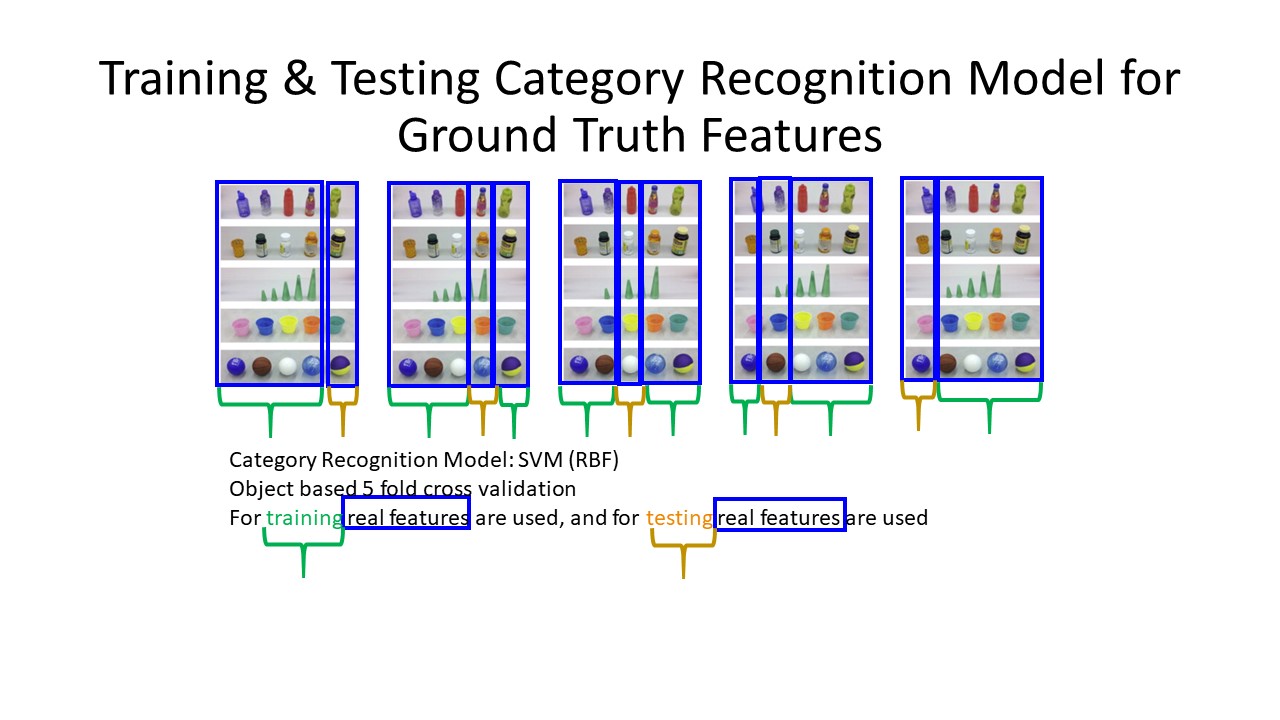 Training & Testing Category Recognition Model for
Ground Truth Features
Category Recognition Model: SVM (RBF)
Object based 5 fold cross validation
For training real features are used, and for testing real features are used